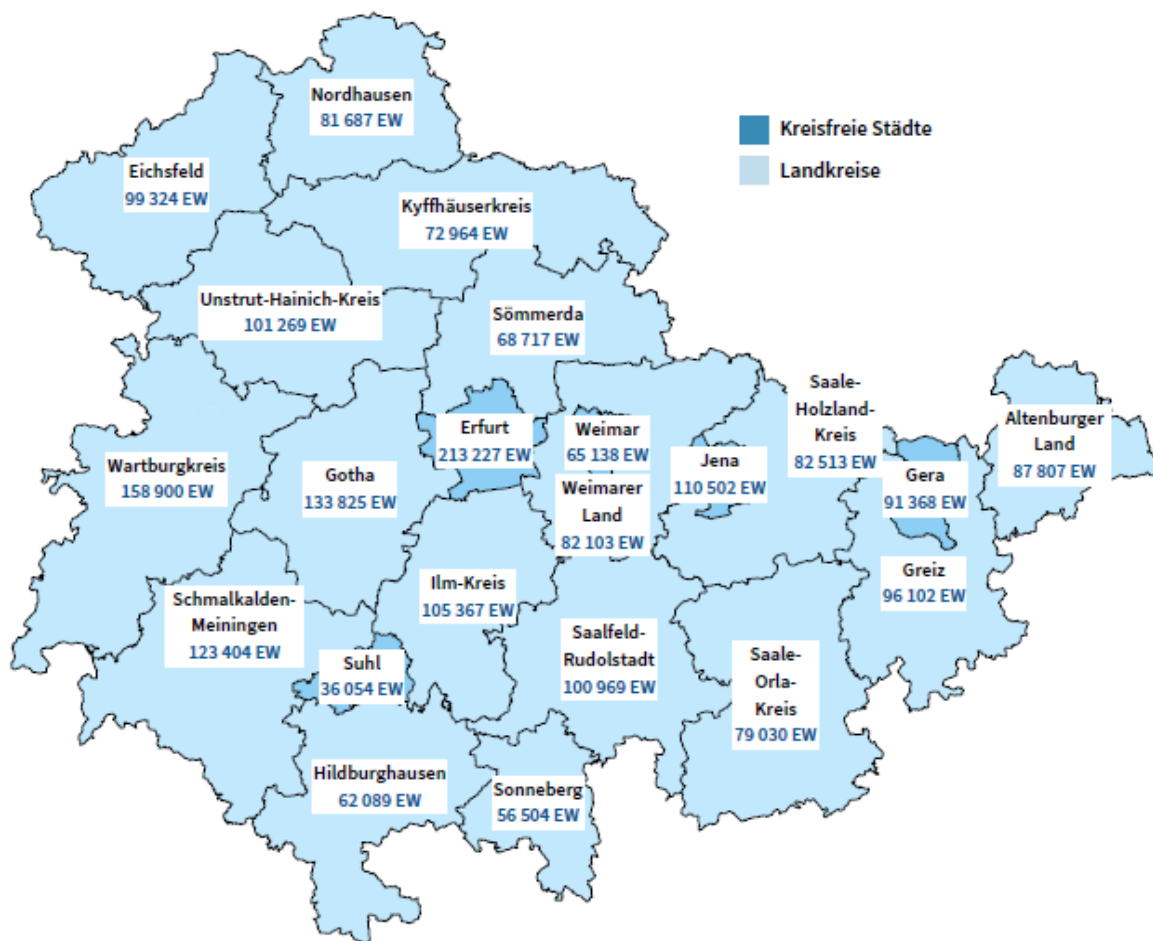 Nordhausen
81 687 EW
Kreisfreie Städte
Landkreise
Eichsfeld
99 324 EW
Kyffhäuserkreis
72 964 EW
Unstrut-Hainich-Kreis
101 269 EW
Sömmerda
68 717 EW
Saale-
Holzland-
Kreis
82 513 EW
Altenburger
Land
87 807 EW
Wartburgkreis
158 900 EW
Gotha
133 825 EW
Erfurt
213 227 EW
Weimar
65 138 EW
Weimarer
Land
82 103 EW
Jena
110 502 EW
Gera
91 368 EW
Greiz
96 102 EW
Schmalkalden-
Meiningen
123 404 EW
Ilm-Kreis
105 367 EW
Suhl
36 054 EW
Saalfeld-
Rudolstadt
100 969 EW
Saale-
Orla-
Kreis
79 030 EW
Hildburghausen
62 089 EW
Sonneberg
56 504 EW